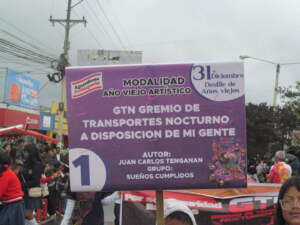 MODALIDAD
AÑO VIEJO ARTISTICO
31 Diciembre
Desfile de
Años viejos
GTN GREMIO DE
TRANSPORTES NOCTURNO
A DISPOSICION DE MI GENTE
1
AUTOR:
JUAN CARLOS TENGANAN
GRUPO:
SUEÑOS CUMPLIDOS